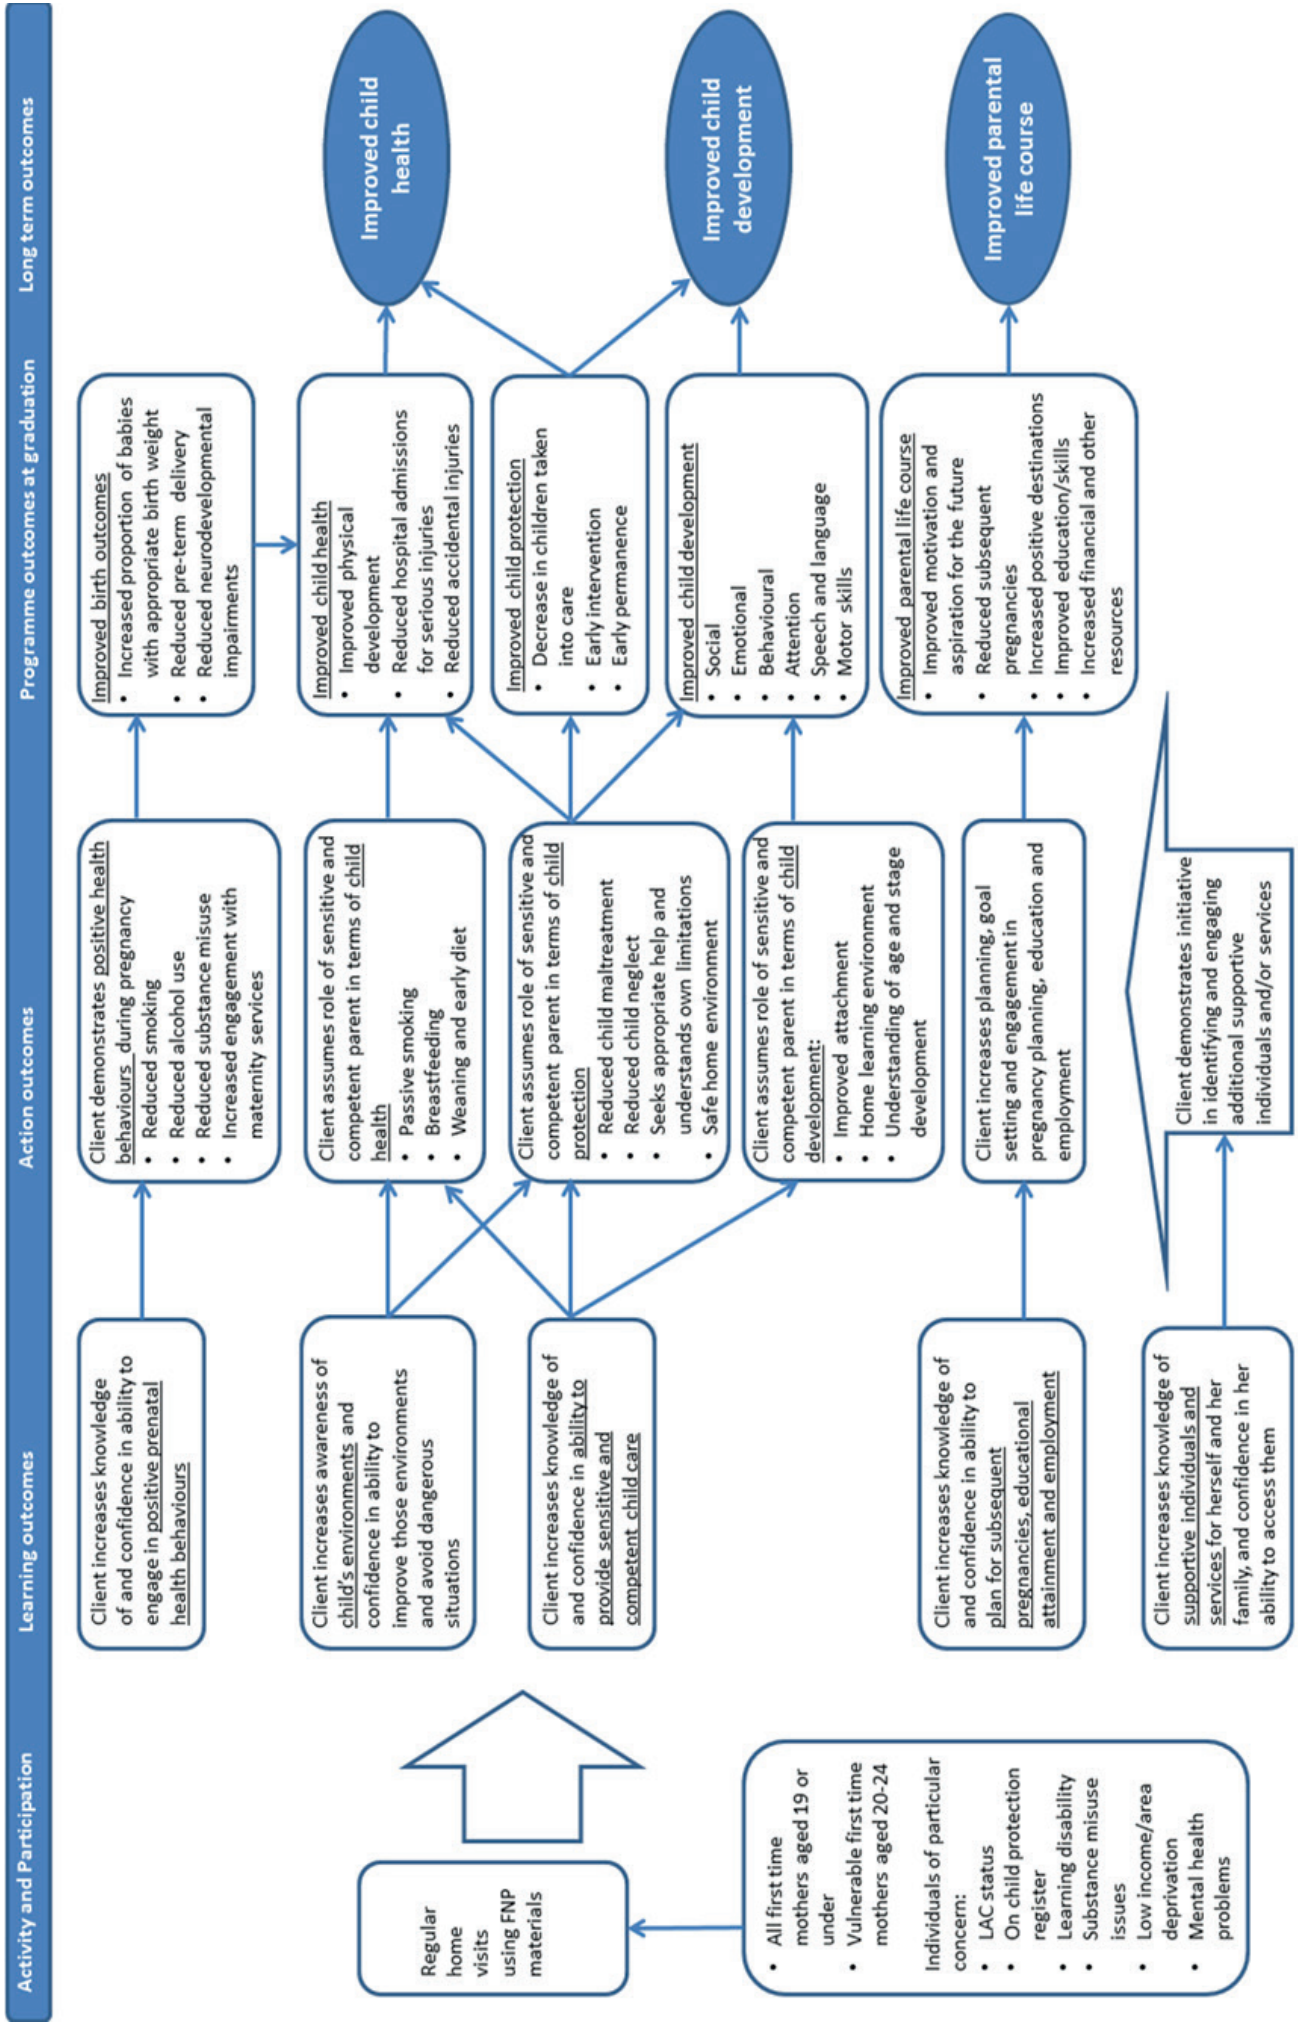 Activity and Participation
Learning outcomes
Action outcomes
Programme outcomes at graduation
Long term outcomes
Regular
home
visits
using FNP
materials
• All first time
mothers aged 19 or
under
• Vulnerable first time
mothers aged 20-24
Individuals of particular
concern:
• LAC status
• On child protection
register
• Learning disability
• Substance misuse
issues
• Low income/area
deprivation
• Mental health
problems
Client increases knowledge
of and confidence in ability to
engage in positive prenatal
health behaviours
Client increases awareness of
child's environments and
confidence in ability to
improve those environments
and avoid dangerous
situations
Client increases knowledge of
and confidence in ability to
provide sensitive and
competent child care
Client increases knowledge of
and confidence in ability to
plan for subsequent
pregnancies, educational
attainment and employment
Client increases knowledge of
supportive individuals and
services for herself and her
family, and confidence in her
ability to access them
Client demonstrates positive health
behaviours during pregnancy
• Reduced smoking
• Reduced alcohol use
• Reduced substance misuse
• Increased engagement with
maternity services
Client assumes role of sensitive and
competent parent in terms of child
health
• Passive smoking
• Breastfeeding
• Weaning and early diet
Client assumes role of sensitive and
competent parent in terms of child
protection
• Reduced child maltreatment
• Reduced child neglect
• Seeks appropriate help and
understands own limitations
• Safe home environment
Client assumes role of sensitive and
competent parent in terms of child
development:
• Improved attachment
• Home learning environment
• Understanding of age and stage
development
Client increases planning, goal
setting and engagement in
pregnancy planning, education and
employment
Client demonstrates initiative
in identifying and engaging
additional supportive
individuals and/or services
Improved birth outcomes
• Increased proportion of babies
with appropriate birth weight
• Reduced pre-term delivery
• Reduced neurodevelopmental
impairments
Improved child health
• Improved physical
development
• Reduced hospital admissions
for serious injuries
• Reduced accidental injuries
Improved child protection
• Decrease in children taken
into care
• Early intervention
• Early permanence
Improved child development
• Social
• Emotional
• Behavioural
• Attention
• Speech and language
• Motor skills
Improved parental life course
• Improved motivation and
aspiration for the future
• Reduced subsequent
pregnancies
• Increased positive destinations
• Improved education/skills
• Increased financial and other
resources
Improved child
health
Improved child
development
Improved parental
life course